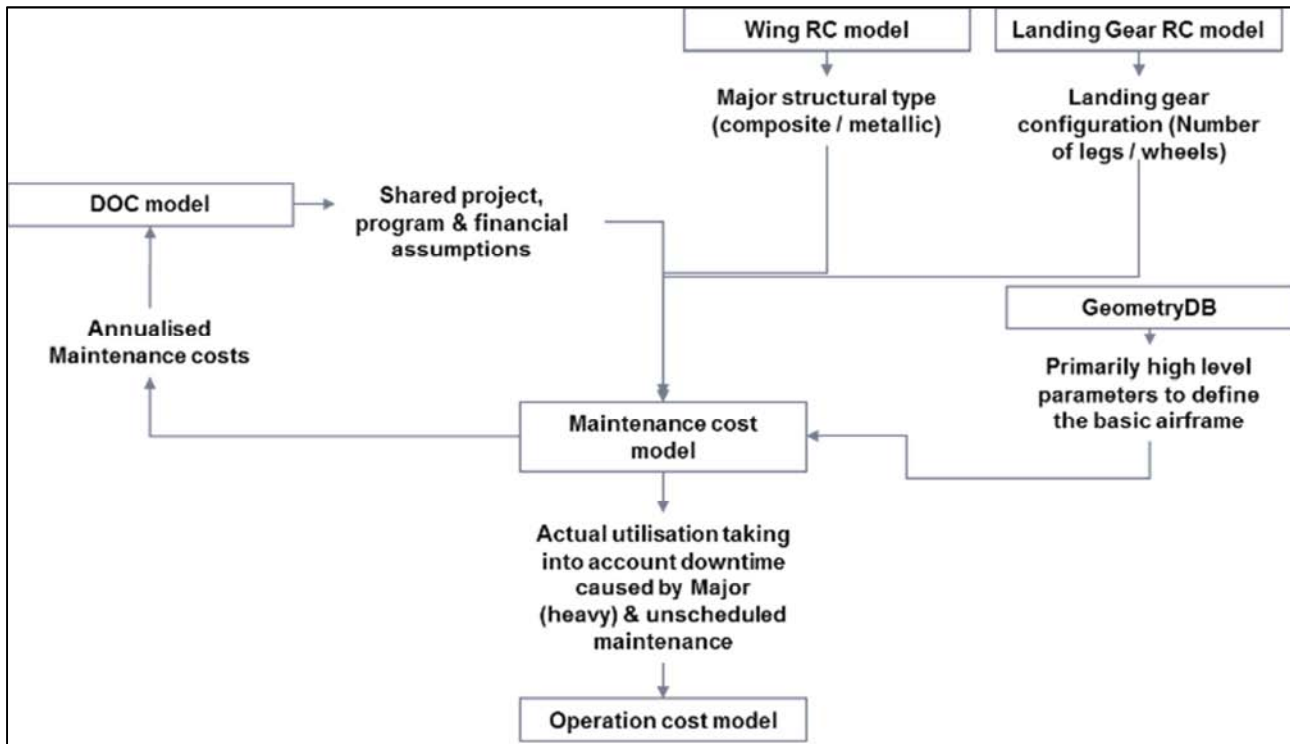 Wing RC model
Landing Gear RC model
Major structural type
(composite / metallic)
Landing gear
configuration (Number
of legs / wheels)
DOC model
Shared project,
program & financial
assumptions
Annualised
Maintenance costs
GeometryDB
Primarily high level
parameters to define
the basic airframe
Maintenance cost
model
Actual utilisation taking
into account downtime
caused by Major
(heavy) & unscheduled
maintenance
Operation cost model